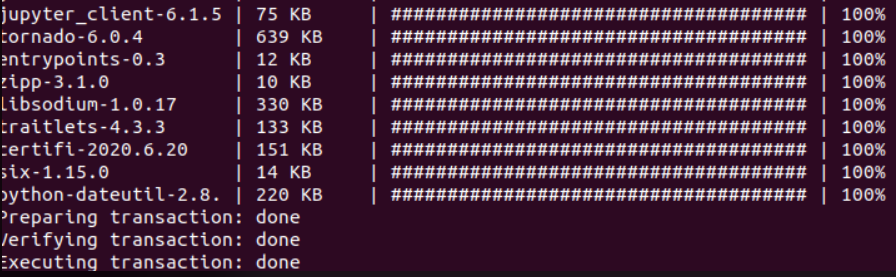 jupyter_client-6.1.5 | 75 KB | ##################################### | 100%
tornado-6.0.4 | 639 KB | ##################################### | 100%
entrypoints-0.3 | 12 KB | ##################################### | 100%
zipp-3.1.0 | 10 KB | ##################################### | 100%
libsodium-1.0.17 | 330 KB | ##################################### | 100%
traitlets-4.3.3 | 133 KB | ##################################### | 100%
certifi-2020.6.20 | 151 KB | ##################################### | 100%
six-1.15.0 | 14 KB | ##################################### | 100%
python-dateutil-2.8. | 220 KB | ##################################### | 100%
Preparing transaction: done
Verifying transaction: done
Executing transaction: done